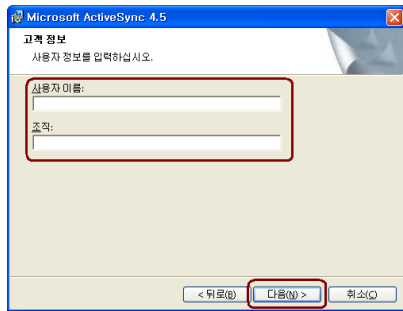 Microsoft ActiveSync 4.5
고객 정보
사용자 정보를 입력하십시오.
사용자 이름:
조직:
< 뒤로(B)
다음(N) >
취소(C)